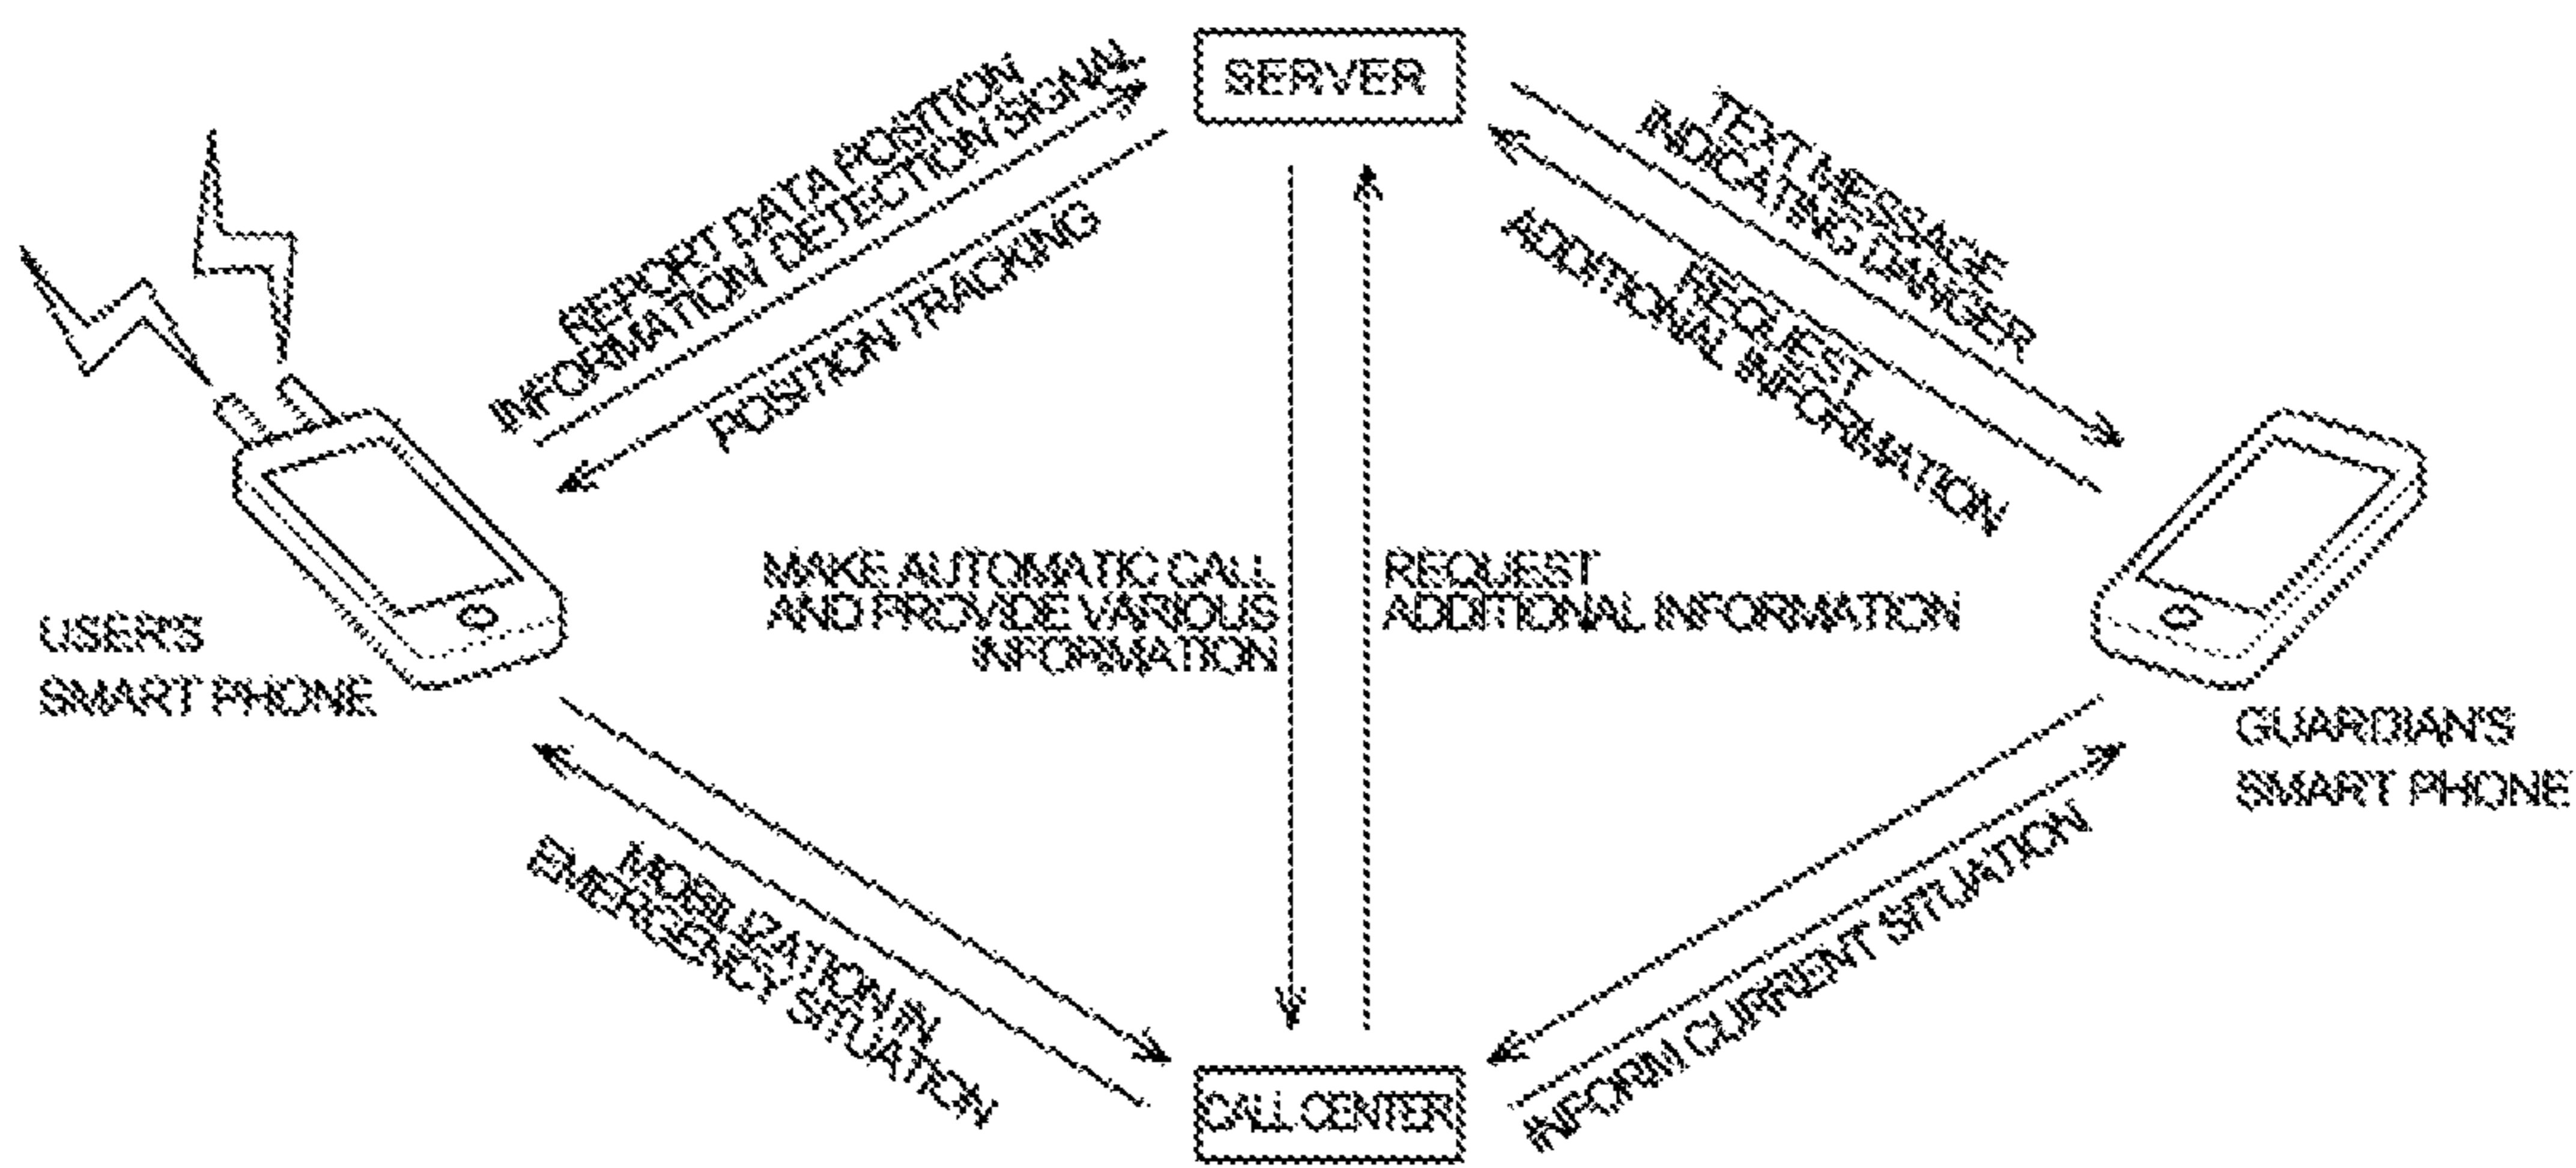 SERVER
REPORT DATA POSITION
INFORMATION DETECTION SIGNAL
POSITION TRACKING
TEXT MESSAGE
INDICATING DANGER
REQUEST
ADDITIONAL INFORMATION
MAKE AUTOMATIC CALL
AND PROVIDE VARIOUS
INFORMATION
REQUEST
ADDITIONAL INFORMATION
USER'S
SMART PHONE
GUARDIAN'S
SMART PHONE
MOBILIZATION IN
EMERGENCY SITUATION
INFORM CURRENT SITUATION
CALL CENTER